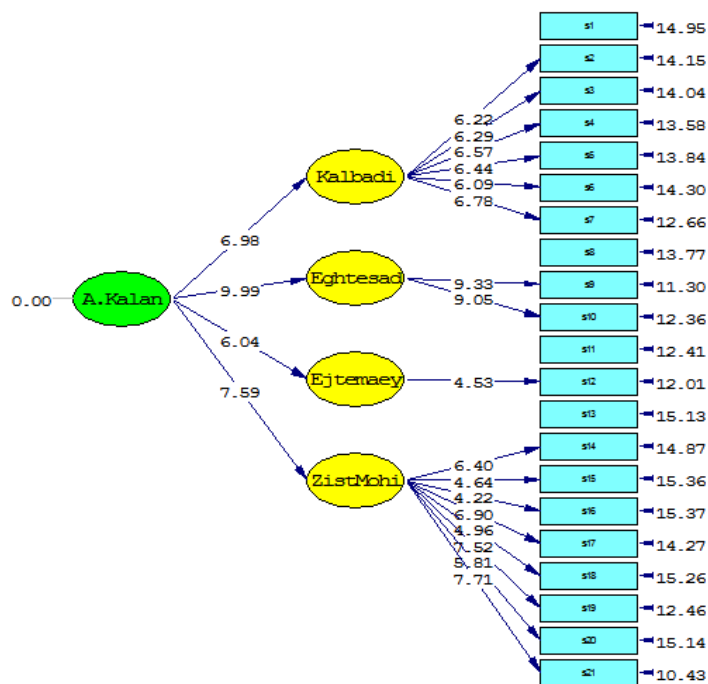 s1 14.95
s2 14.15
s3 14.04
s4 13.58
s5 13.84
s6 14.30
s7 12.66
s8 13.77
s9 11.30
s10 12.36
s11 12.41
s12 12.01
s13 15.13
s14 14.87
s15 15.36
s16 15.37
s17 14.27
s18 15.26
s19 12.46
s20 15.14
s21 10.43
6.22
6.29
6.57
6.44
6.09
6.78
9.33
9.05
4.53
6.40
4.64
4.22
6.90
4.96
7.52
5.81
7.71
Kalbadi
Eghtesad
Ejtemaey
ZistMohi
6.98
9.99
6.04
7.59
0.00 A.Kalan